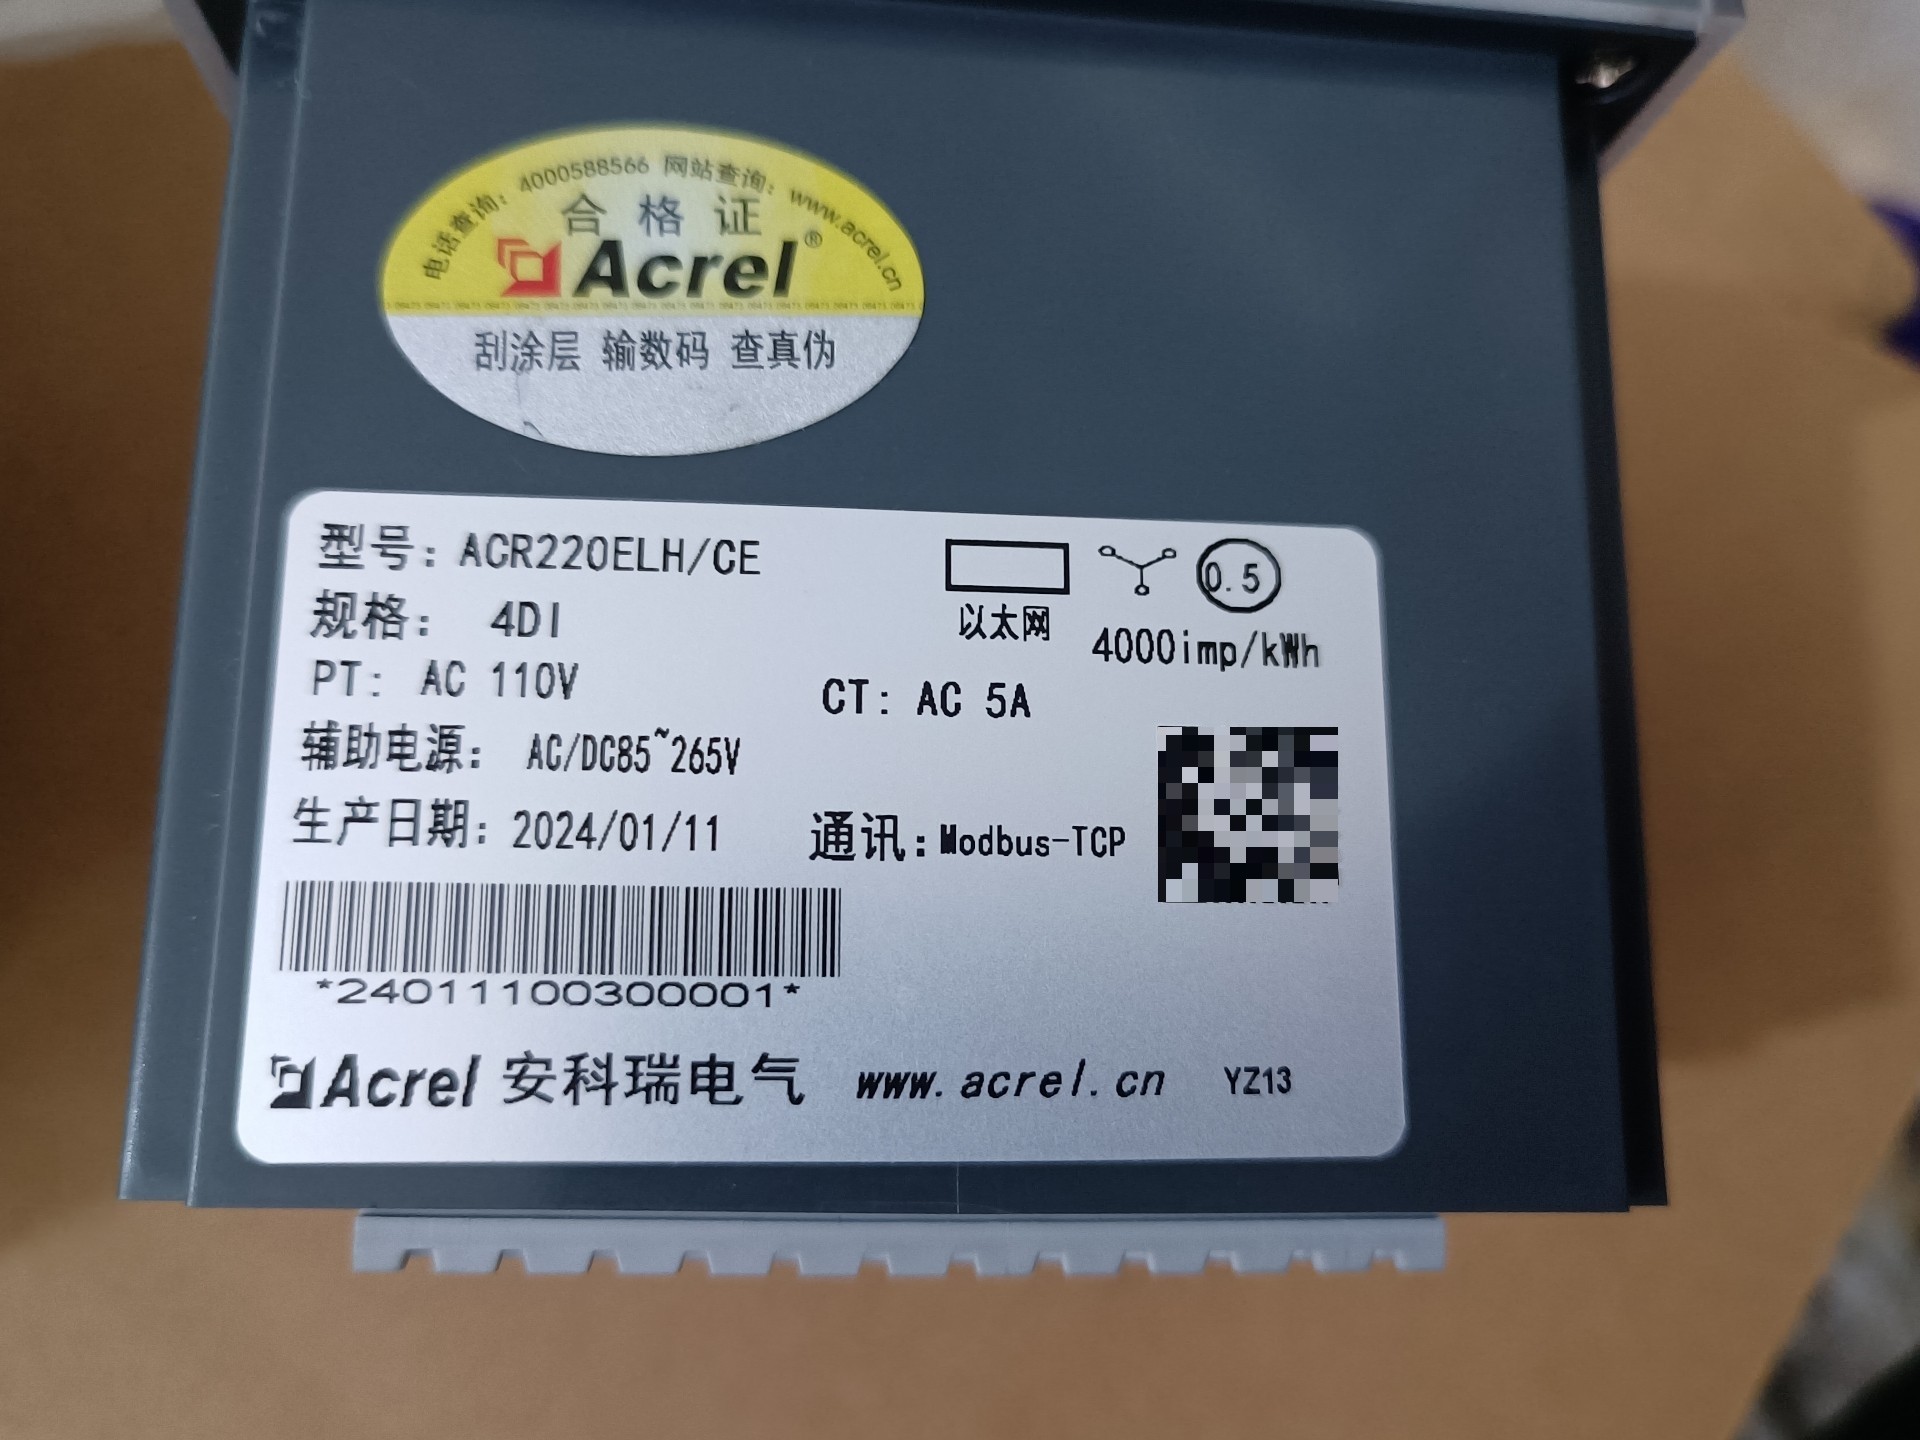 电话查询：4000588566 网站查询：www.acrel.cn
合格证
Acrel®
刮涂层 输数码 查真伪
型号：ACR220ELH/CE
0.5
规格： 4DI
以太网
4000imp/kWh
PT: AC 110V
CT: AC 5A
辅助电源： AC/DC85~265V
生产日期：2024/01/11
通讯：Modbus-TCP
*24011100300001*
Acrel 安科瑞电气 www.acrel.cn YZ13